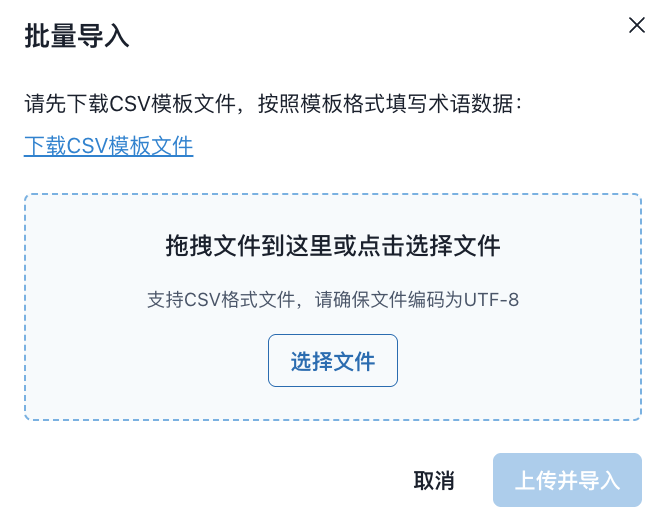 批量导入
请先下载CSV模板文件，按照模板格式填写术语数据：
下载CSV模板文件
拖拽文件到这里或点击选择文件
支持CSV格式文件，请确保文件编码为UTF-8
选择文件
取消
上传并导入